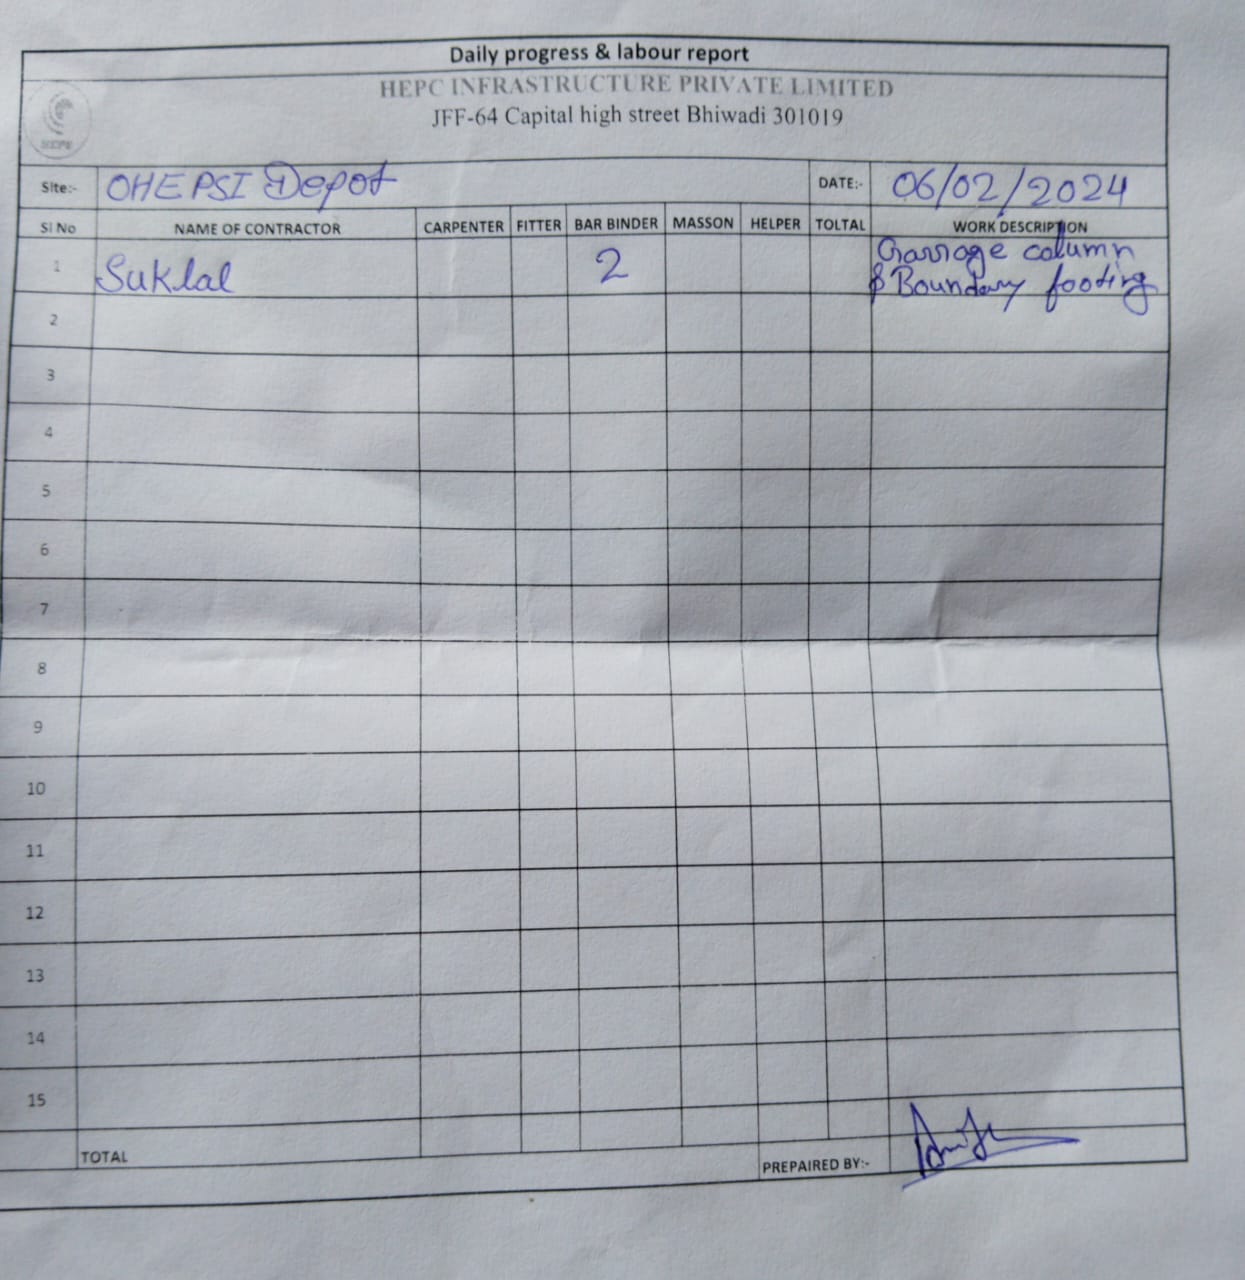 Daily progress & labour report
HEPC INFRASTRUCTURE PRIVATE LIMITED
JFF-64 Capital high street Bhiwadi 301019
HEPC
Site:- OHE PSI Depot DATE:- 06/02/2024
Sl No NAME OF CONTRACTOR CARPENTER FITTER BAR BINDER MASSON HELPER TOLTAL WORK DESCRIPTION
1 Suklal 2 Garrage column
& Boundary footing
2
3
4
5
6
7
8
9
10
11
12
13
14
15
TOTAL
PREPAIRED BY:-